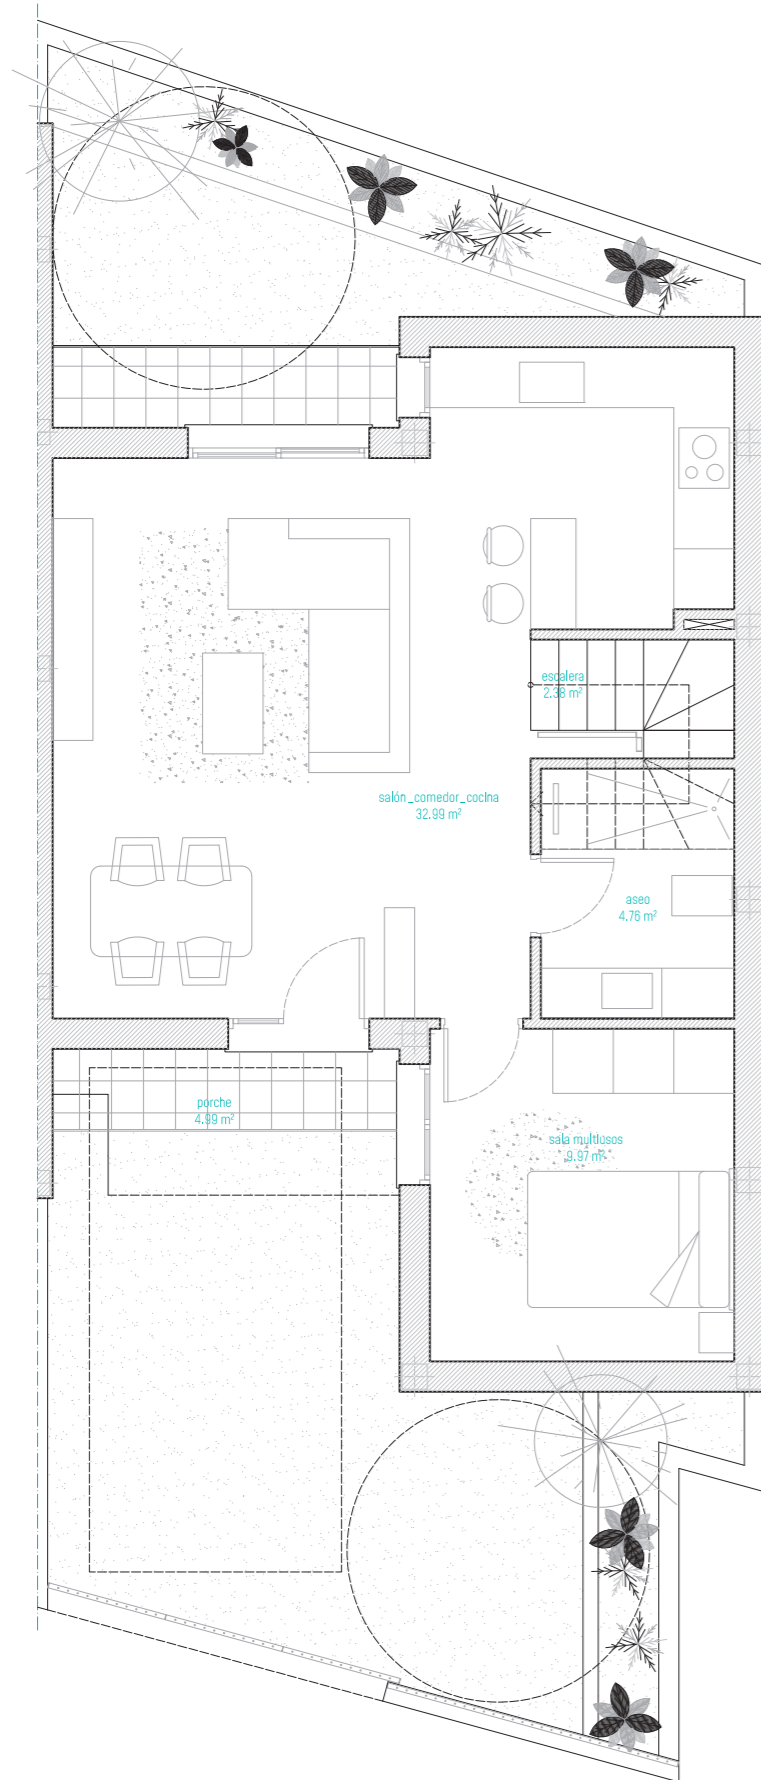 escalera
2.38 m²
salón_comedor_cocina
32.99 m²
aseo
4.76 m²
porche
4.99 m²
sala multiusos
9.97 m²